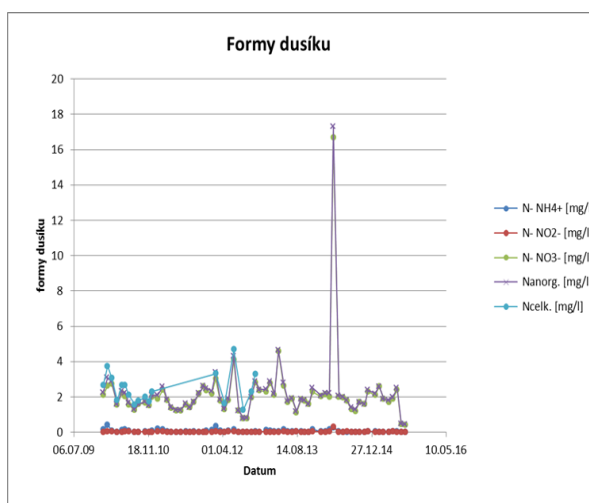 Formy dusíku
20
18
16
14
12
10
8
6
4
2
0
formy dusíku
06.07.09 18.11.10 01.04.12 14.08.13 27.12.14 10.05.16
Datum
N- NH4+ [mg/l
N- NO2- [mg/l
N- NO3- [mg/l
Nanorg. [mg/l
Ncelk. [mg/l]